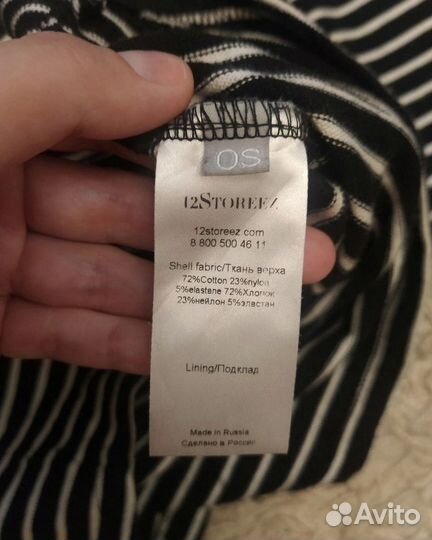 OS
12STOREEZ
12storeez.com
8 800 500 46 11
Shell fabric/Ткань верха
72%Cotton 23%nylon
5%elastane 72%Хлопок
23%нейлон 5%эластан
Lining/Подклад
Made in Russia
Сделано в России
Avito